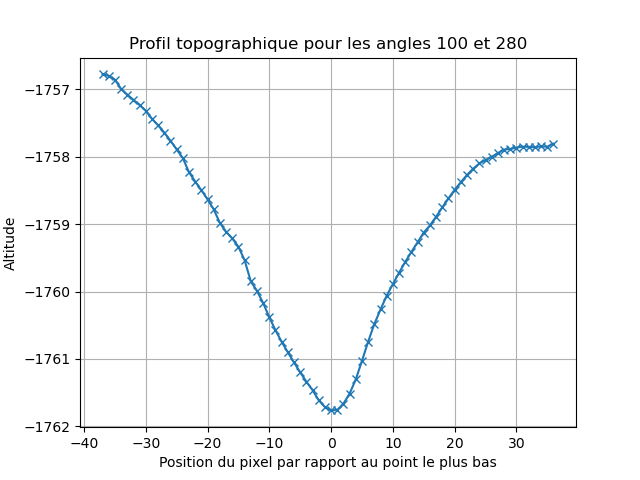 Profil topographique pour les angles 100 et 280
Altitude
−1757
−1758
−1759
−1760
−1761
−1762
−40 −30 −20 −10 0 10 20 30
Position du pixel par rapport au point le plus bas